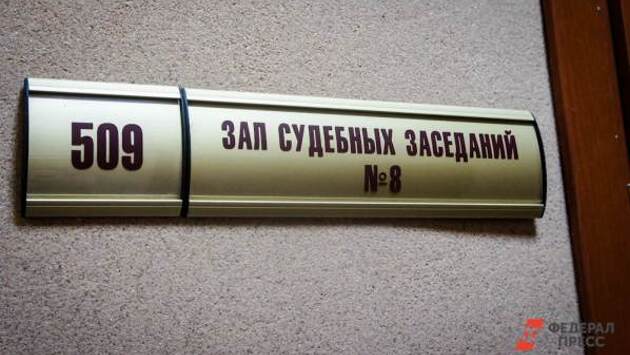 509
ЗАЛ СУДЕБНЫХ ЗАСЕДАНИЙ
№8
ФЕДЕРАЛ
ПРЕСС